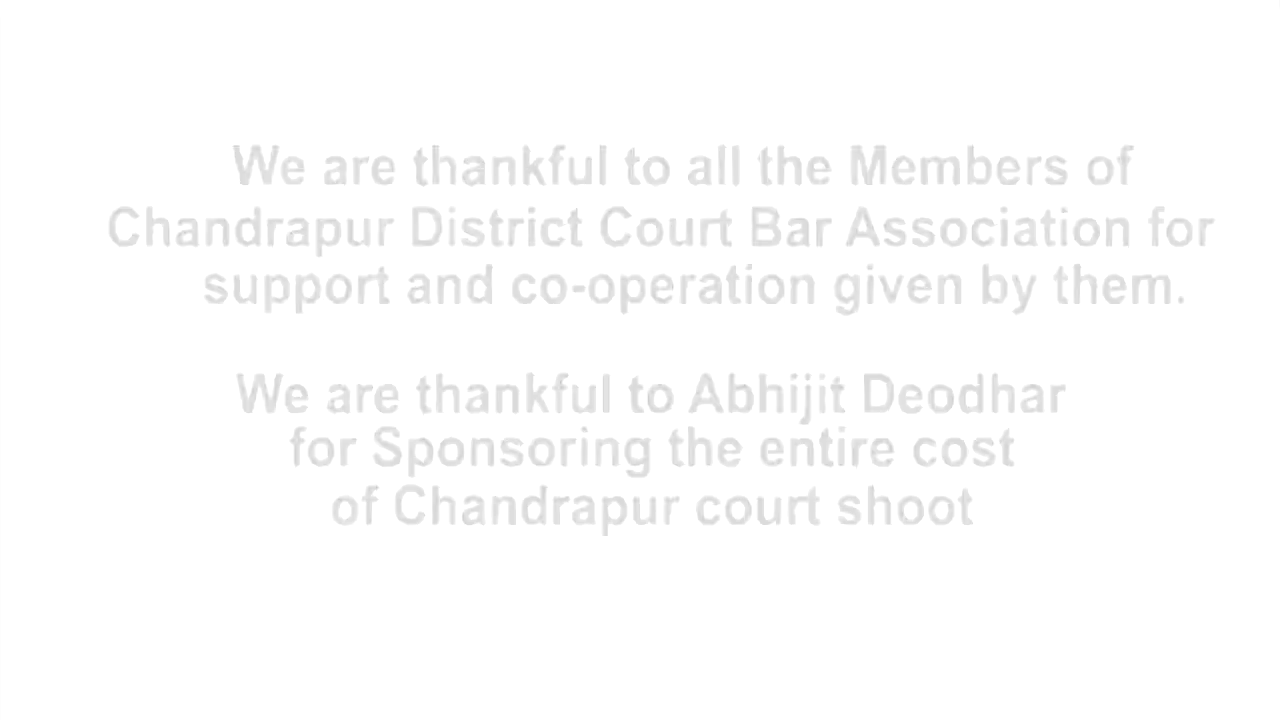 We are thankful to all the Members of
Chandrapur District Court Bar Association for
support and co-operation given by them.
We are thankful to Abhijit Deodhar
for Sponsoring the entire cost
of Chandrapur court shoot